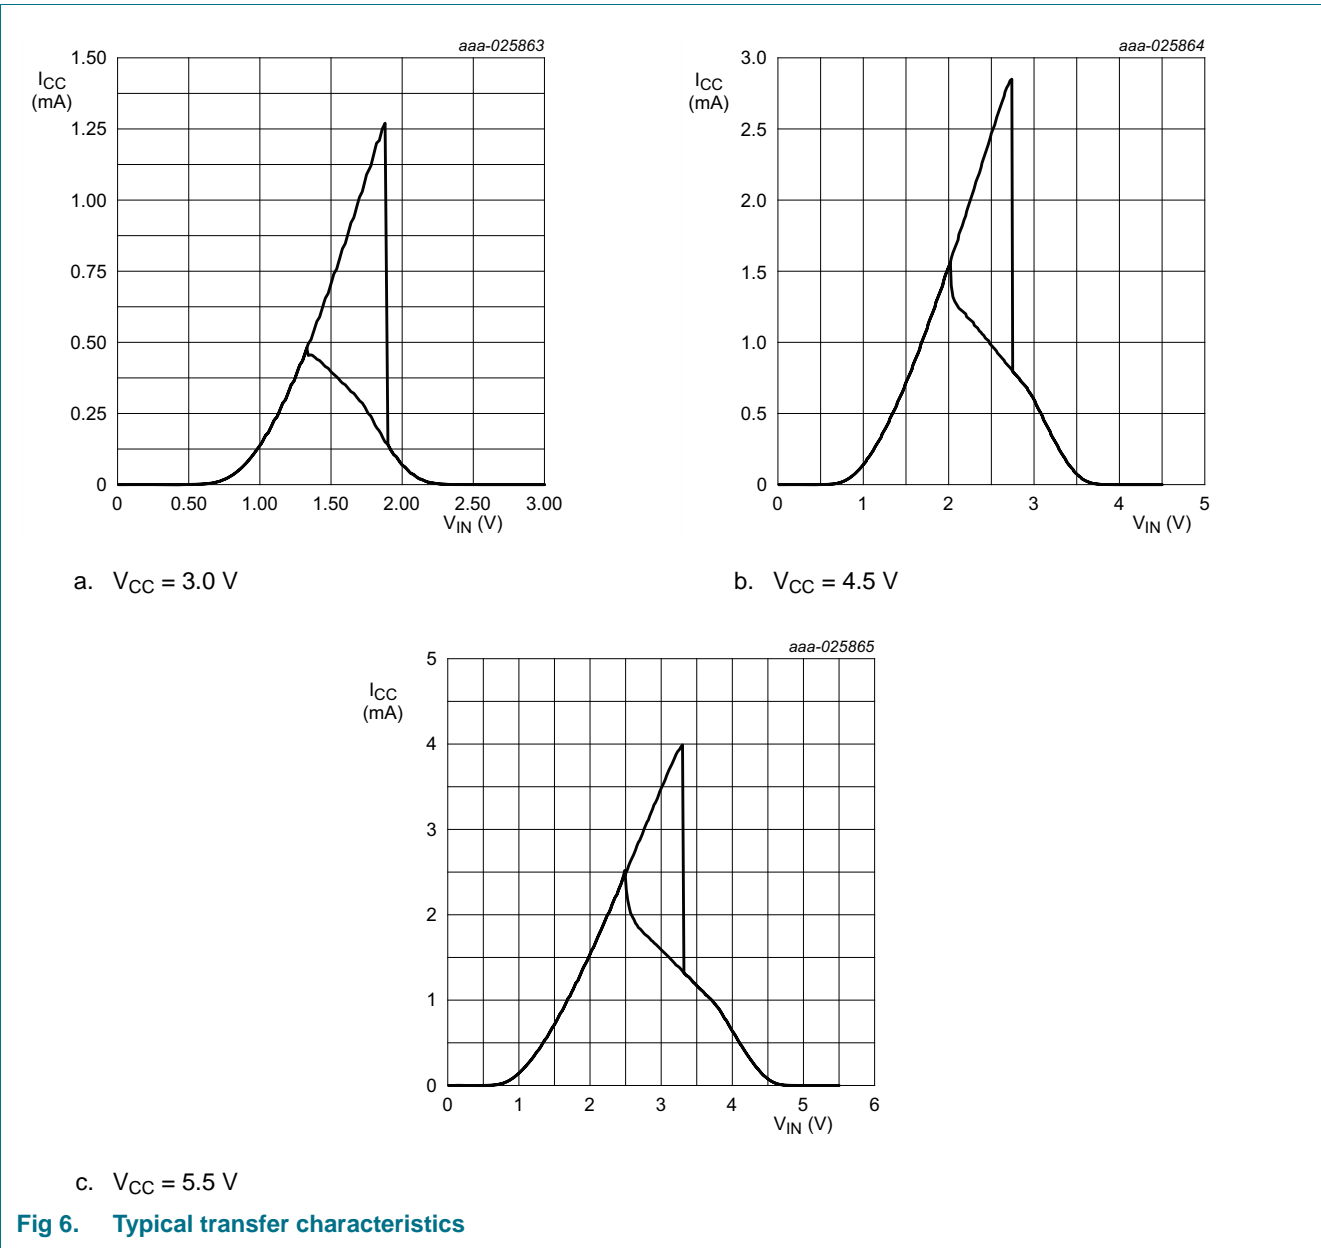 aaa-025863
1.50
ICC
(mA)
1.25
1.00
0.75
0.50
0.25
0
0 0.50 1.00 1.50 2.00 2.50 3.00
VIN (V)
a. VCC = 3.0 V
aaa-025864
3.0
ICC
(mA)
2.5
2.0
1.5
1.0
0.5
0
0 1 2 3 4 5
VIN (V)
b. VCC = 4.5 V
aaa-025865
5
ICC
(mA)
4
3
2
1
0
0 1 2 3 4 5 6
VIN (V)
c. VCC = 5.5 V
Fig 6. Typical transfer characteristics